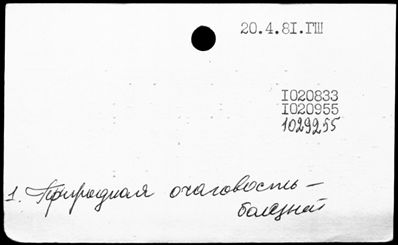 20.4.81.ГШ
I020833
I020955
1029255
1. Природная очаговость –
болезней